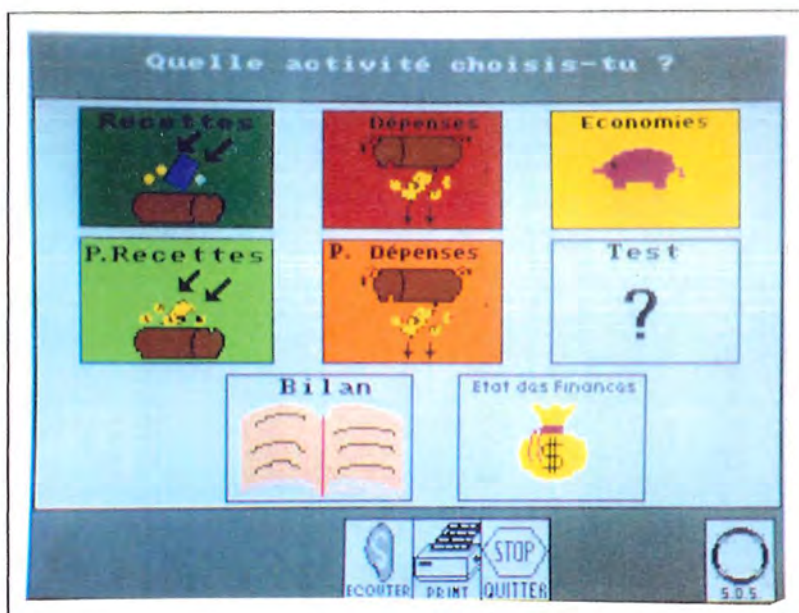 Quelle activité choisis-tu ?
Recettes
Dépenses
Economies
P.Recettes
P. Dépenses
Test
?
Bilan
Etat des Finances
$
ECOUTER
PRINT
STOP
QUITTER
S.O.S.